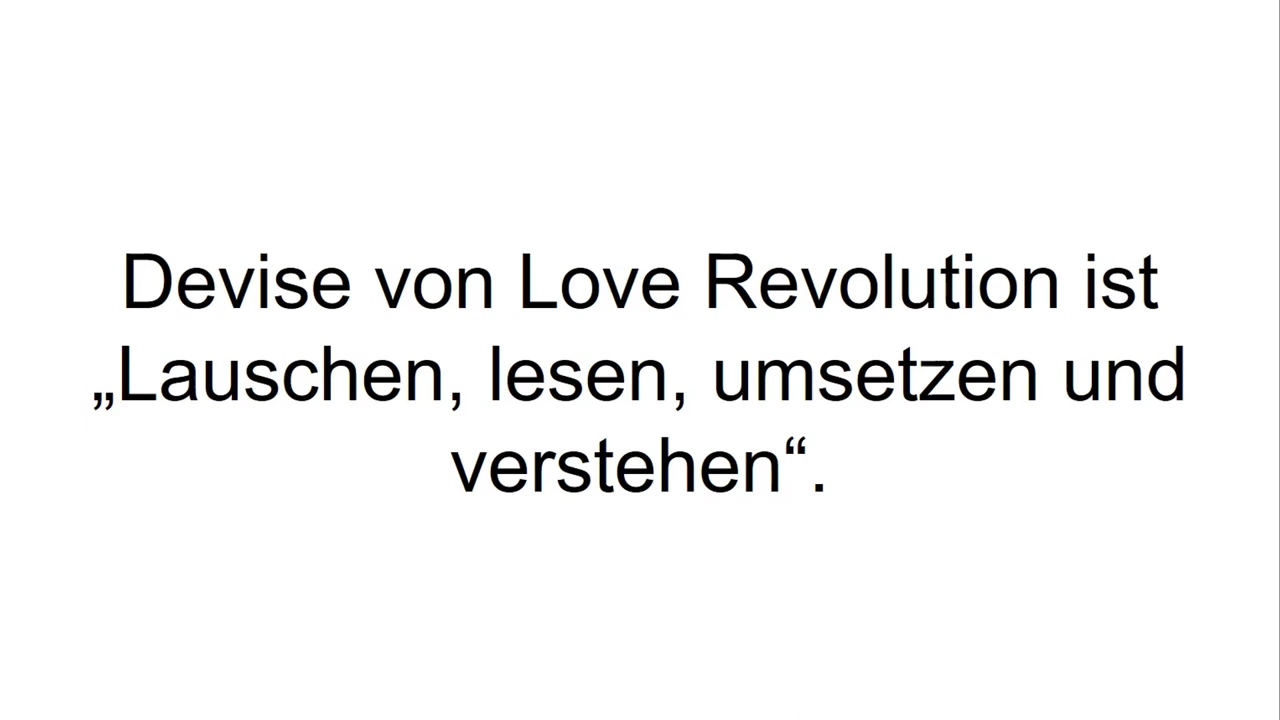 Devise von Love Revolution ist
„Lauschen, lesen, umsetzen und
verstehen“.